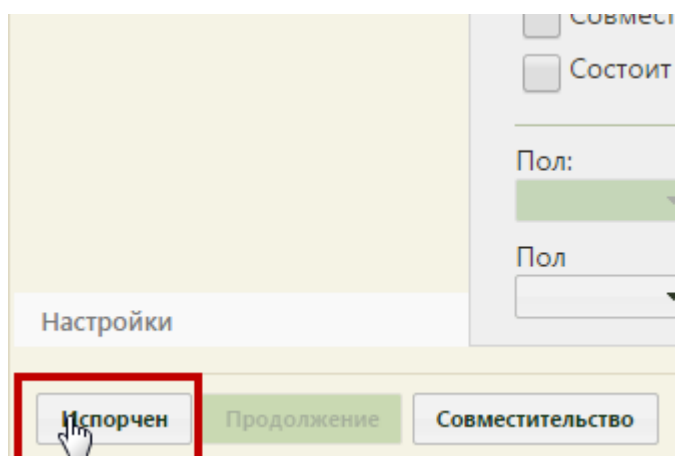 Совмест
Состоит
Пол:
Пол
Настройки
Испорчен Продолжение Совместительство